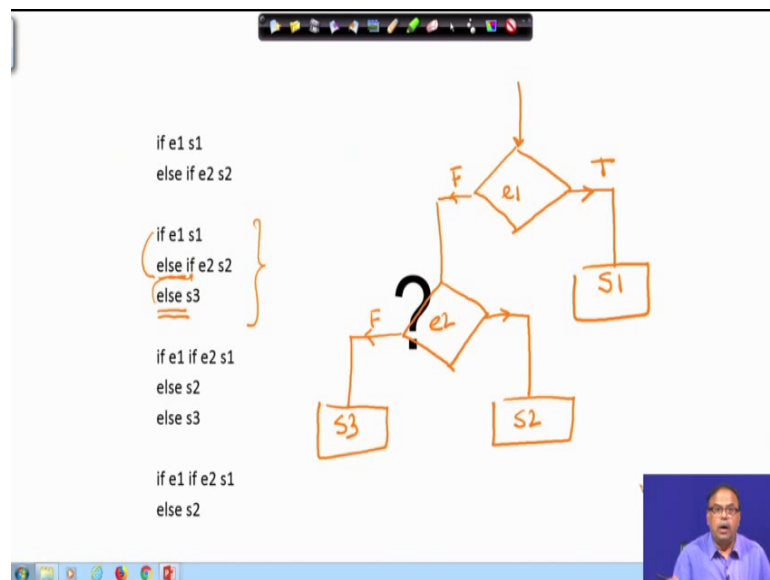 if e1 s1
else if e2 s2
if e1 s1
else if e2 s2
else s3
if e1 if e2 s1
else s2
else s3
if e1 if e2 s1
else s2
F
T
e1
S1
?
F
e2
S3
S2